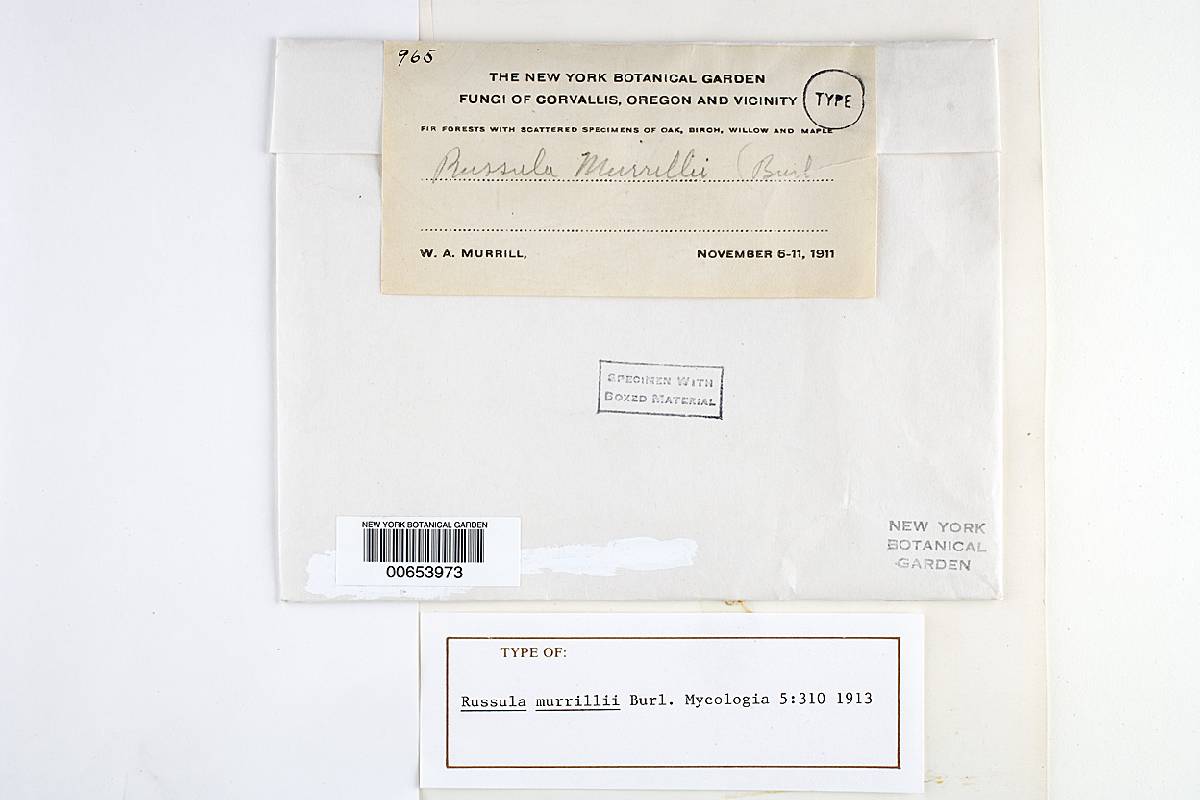 965
THE NEW YORK BOTANICAL GARDEN
FUNGI OF CORVALLIS, OREGON AND VICINITY
TYPE
FIR FORESTS WITH SCATTERED SPECIMENS OF OAK, BIRCH, WILLOW AND MAPLE
Russula Murrillii (Burl
W. A. MURRILL, NOVEMBER 6-11, 1911
SPECIMEN WITH
BOXED MATERIAL
NEW YORK BOTANICAL GARDEN
00653973
NEW YORK
BOTANICAL
GARDEN
TYPE OF:
Russula murrillii Burl. Mycologia 5:310 1913